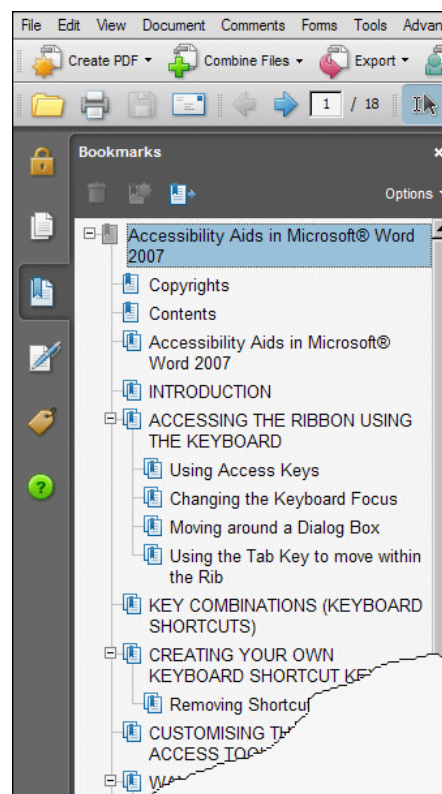 File Edit View Document Comments Forms Tools
Create PDF Combine Files Export
1 / 18
Bookmarks
Options
Accessibility Aids in Microsoft® Word
2007
Copyrights
Contents
Accessibility Aids in Microsoft®
Word 2007
INTRODUCTION
ACCESSING THE RIBBON USING
THE KEYBOARD
Using Access Keys
Changing the Keyboard Focus
Moving around a Dialog Box
Using the Tab Key to move within
the Rib
KEY COMBINATIONS (KEYBOARD
SHORTCUTS)
CREATING YOUR OWN
KEYBOARD SHORTCUT
Removing
CUSTOMISING
ACCESS